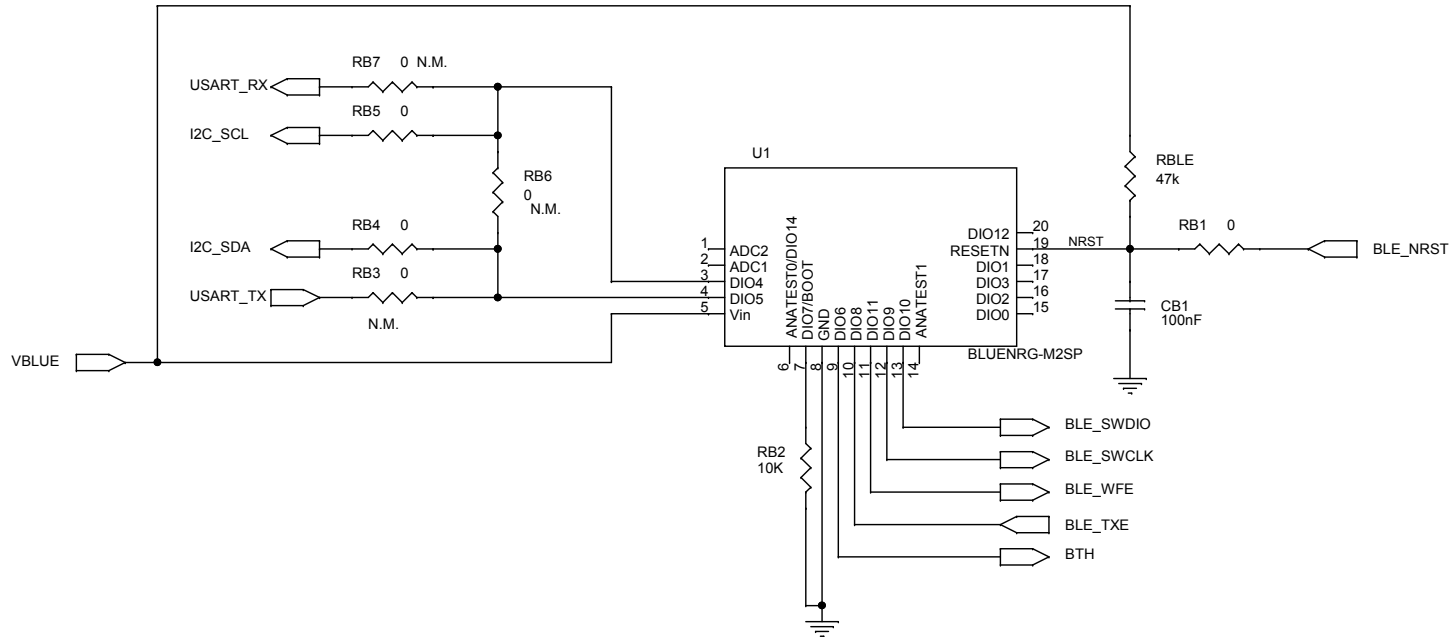 RB7 0 N.M.
USART_RX
RB5 0
I2C_SCL
RB6
0
N.M.
RB4 0
I2C_SDA
RB3 0
USART_TX
N.M.
VBLUE
U1
1 ADC2
2 ADC1
3 DIO4
4 DIO5
5 Vin
ANATEST0/DIO14
DIO7/BOOT
GND
DIO6
DIO8
DIO11
DIO9
DIO10
ANATEST1
DIO12 20
RESETN 19 NRST
DIO1 18
DIO3 17
DIO2 16
DIO0 15
BLUENRG-M2SP
6
7
8
9
10
11
12
13
14
RBLE
47k
RB1 0
BLE_NRST
CB1
100nF
RB2
10K
BLE_SWDIO
BLE_SWCLK
BLE_WFE
BLE_TXE
BTH